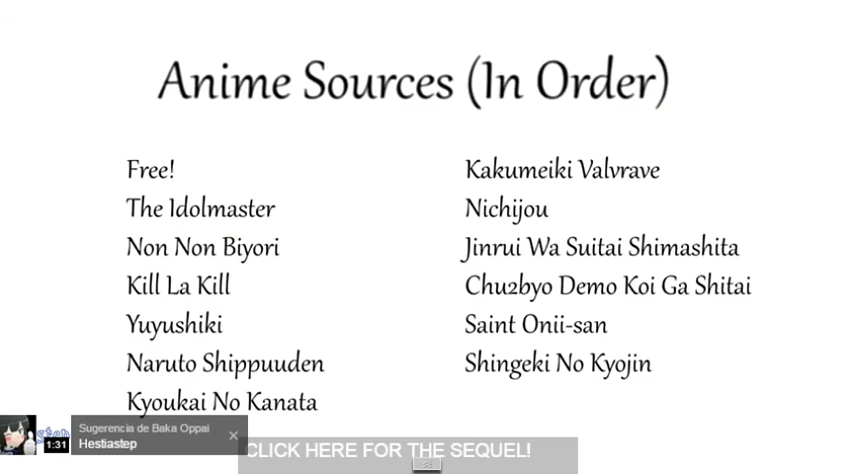 Anime Sources (In Order)
Free!
The Idolmaster
Non Non Biyori
Kill La Kill
Yuyushiki
Naruto Shippuuden
Kyoukai No Kanata
Kakumeiki Valvrave
Nichijou
Jinrui Wa Suitai Shimashita
Chu2byo Demo Koi Ga Shitai
Saint Onii-san
Shingeki No Kyojin
1:31
Sugerencia de Baka Oppai
Hestiastep
CLICK HERE FOR THE SEQUEL!